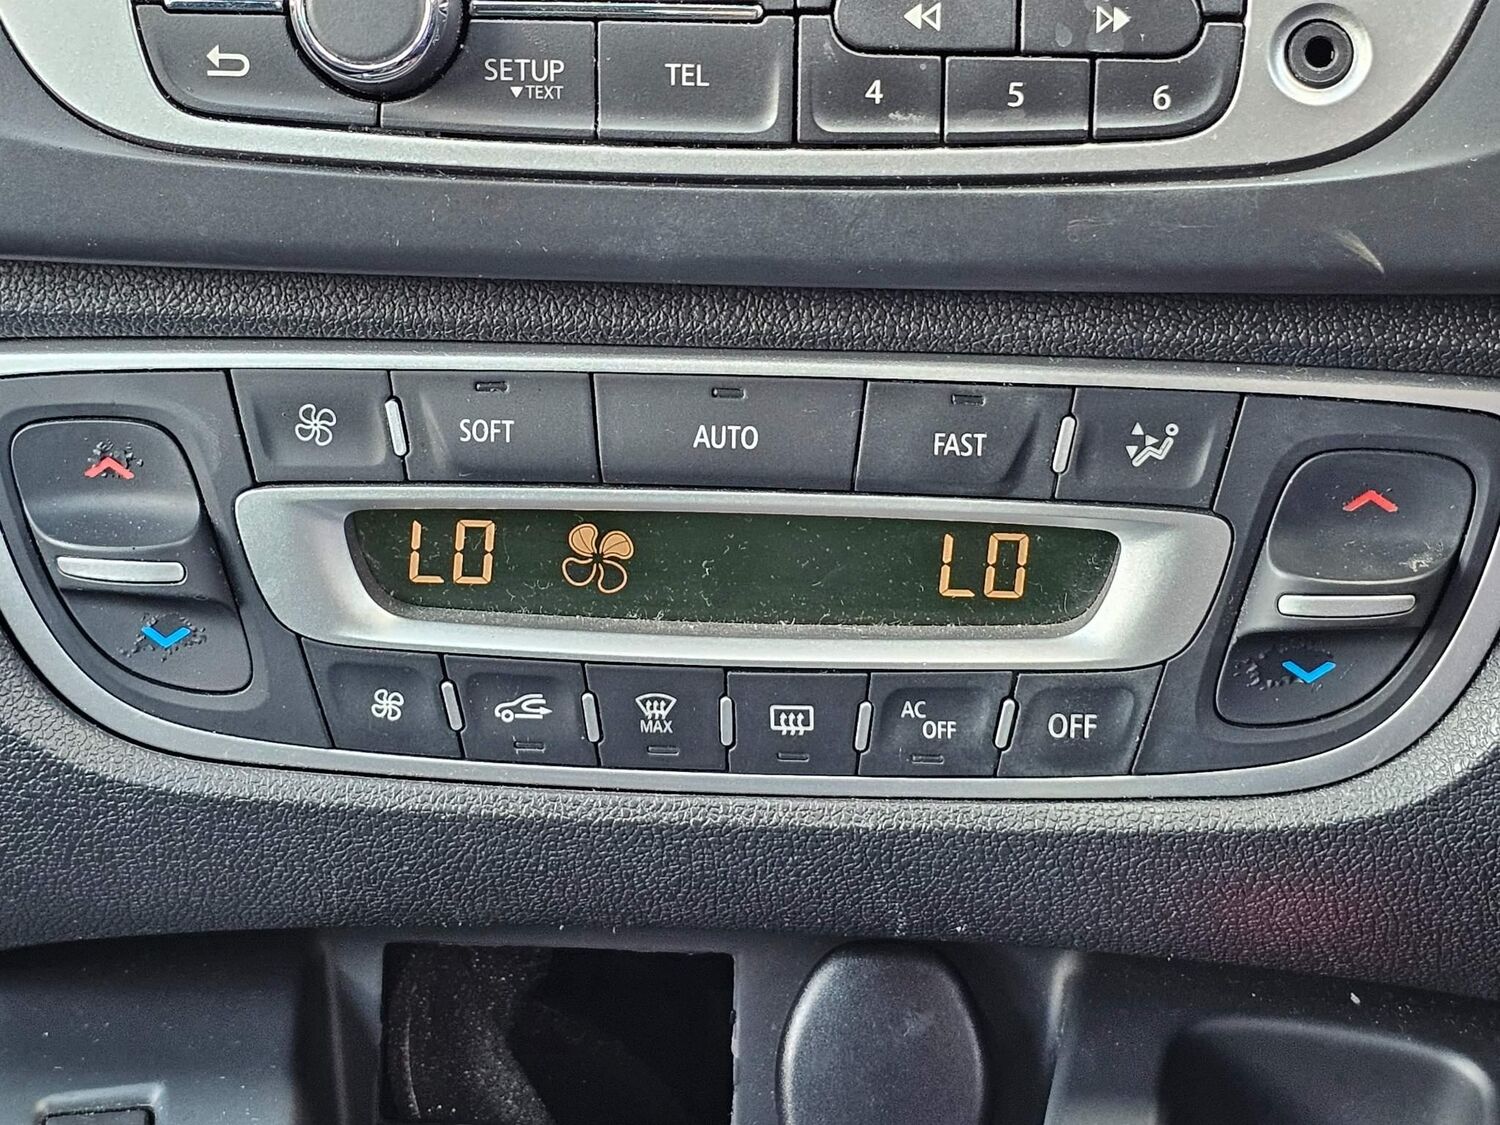 SETUP
▼TEXT
TEL
4
5
6
SOFT
AUTO
FAST
LO
LO
MAX
AC
OFF
OFF